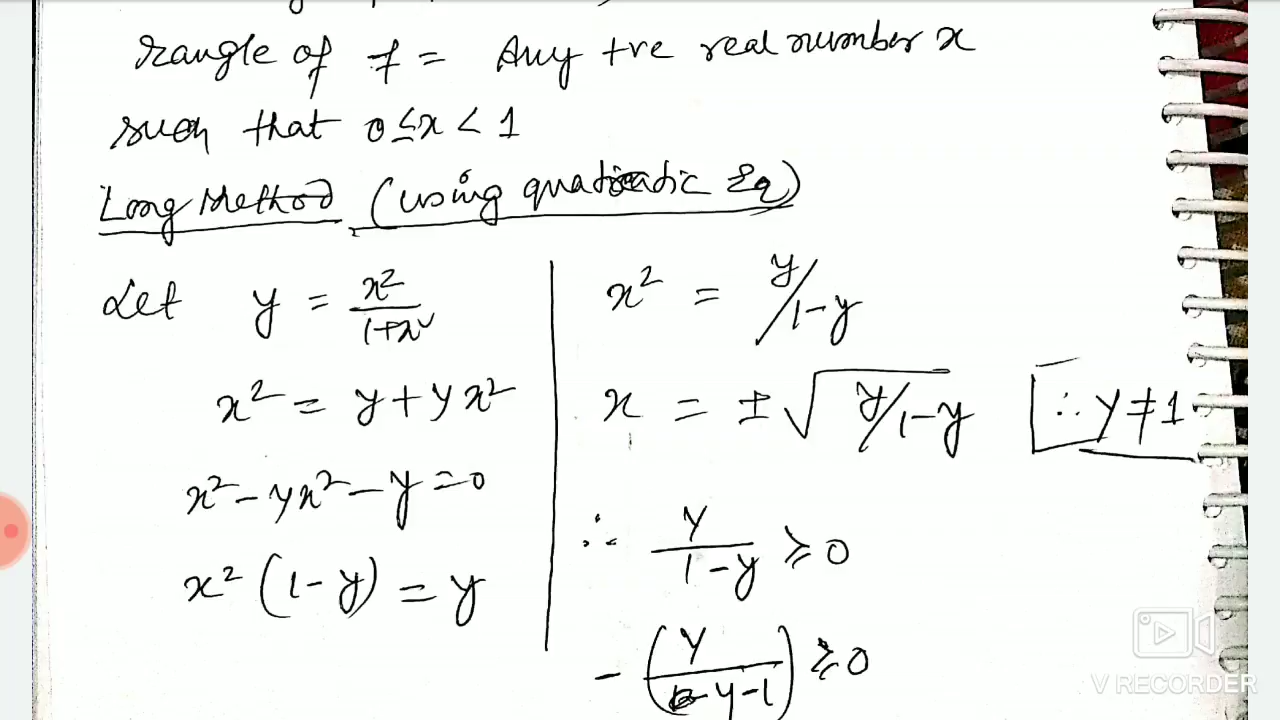 rangle of f = Any +ve real number x
such that 0 ≤ x < 1
Long Method (using quadratic Eq)
Let y = x²/1+x²
x² = y + yx²
x² - yx² - y = 0
x² (1 - y) = y
x² = y/1-y
x = ± √y/1-y [∴ y ≠ 1
∴ y/1-y ≥ 0
- (y/y-1) ≥ 0
V RECORDER